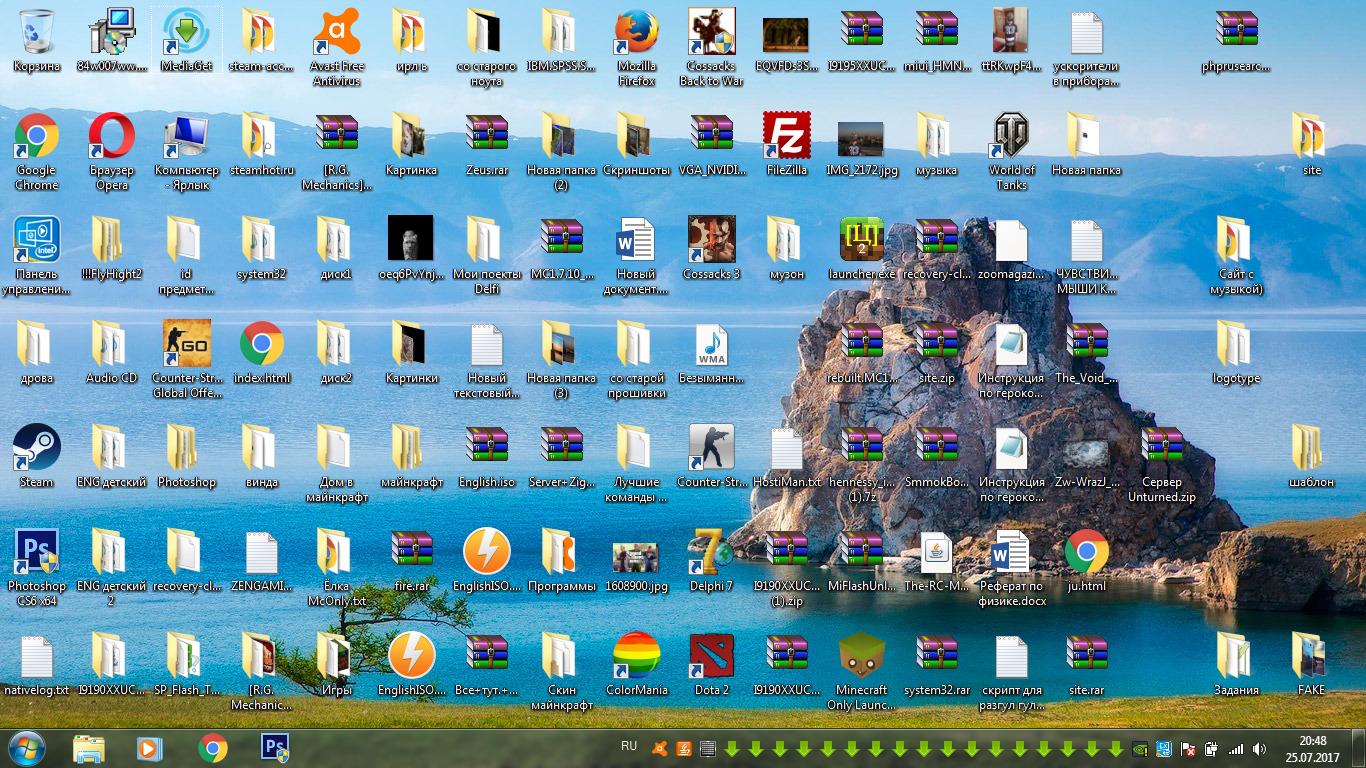 Корзина
84w007ww....
MediaGet
steam-acc...
Avast Free
Antivirus
ирл ь
со старого
ноута
IBM.SPSS.S...
Mozilla
Firefox
Cossacks
Back to War
EQVFDs3S...
I9195XXUC...
miui_HMN...
ttRKwpF4...
ускорители
в прибора...
phprusearc...
Google
Chrome
Браузер
Opera
Компьютер
- Ярлык
steamhot.ru
[R.G.
Mechanics]...
Картинка
Zeus.rar
Новая папка
(2)
Скриншоты
VGA_NVIDI...
FileZilla
IMG_2172.jpg
музыка
World of
Tanks
Новая папка
site
Панель
управлени...
!!!FlyHight2
id
предмет...
system32
диск1
oeq6PvYnj...
Мои поекты
Delfi
MC1.7.10_...
Новый
документ....
Cossacks 3
музон
launcher.exe
recovery-cl...
zoomagazi...
ЧУВСТВИ...
МЫШИ К...
Сайт с
музыкой)
дрова
Audio CD
Counter-Str...
Global Offe...
index.html
диск2
Картинки
Новый
текстовый...
Новая папка
(3)
со старой
прошивки
Безымянн...
rebuilt.MC1...
site.zip
Инструкция
по героко...
The_Void_...
logotype
Steam
ENG детский
Photoshop
винда
Дом в
майнкрафт
майнкрафт
English.iso
Server+Zig...
Лучшие
команды ...
Counter-Str...
HostiMan.txt
hennessy_i...
(1).7z
SmmokBo...
Инструкция
по героко...
Zw-WrazJ_...
Сервер
Unturned.zip
шаблон
Photoshop
CS6 x64
ENG детский
2
recovery-cl...
ZENGAMI...
Ёлка
McOnly.txt
fire.rar
EnglishISO....
Программы
1608900.jpg
Delphi 7
I9190XXUC...
(1).zip
MiFlashUnl...
The-RC-M...
Реферат по
физике.docx
ju.html
nativelog.txt
I9190XXUC...
SP_Flash_T...
[R.G.
Mechanic...
Игры
EnglishISO....
Все+тут.+...
Скин
майнкрафт
ColorMania
Dota 2
I9190XXUC...
Minecraft
Only Launc...
system32.rar
скрипт для
разгул гул...
site.rar
Задания
FAKE
RU
20:48
25.07.2017